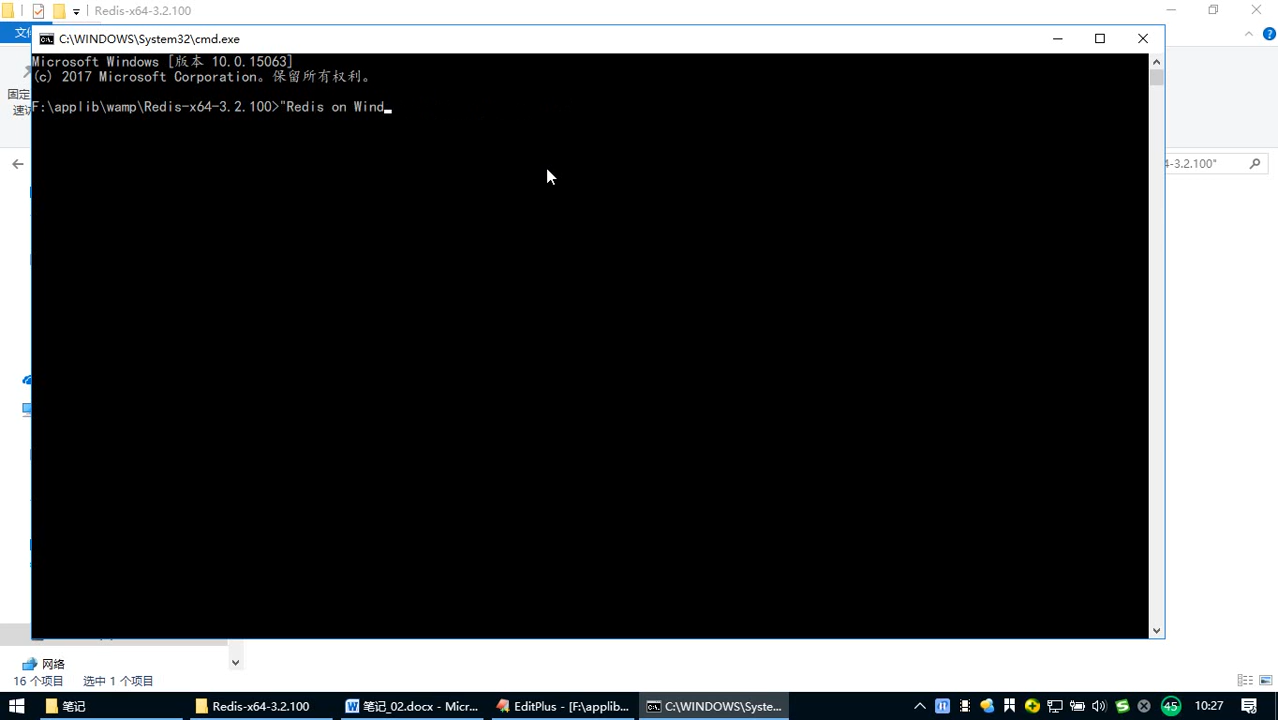 Redis-x64-3.2.100
文
C:\WINDOWS\System32\cmd.exe
Microsoft Windows [版本 10.0.15063]
(c) 2017 Microsoft Corporation。保留所有权利。
固定
F:\applib\wamp\Redis-x64-3.2.100>"Redis on Wind_
4-3.2.100"
网络
16 个项目 选中 1 个项目
笔记
Redis-x64-3.2.100
笔记_02.docx - Micr...
EditPlus - [F:\applib...
C:\WINDOWS\Syste...
45
10:27